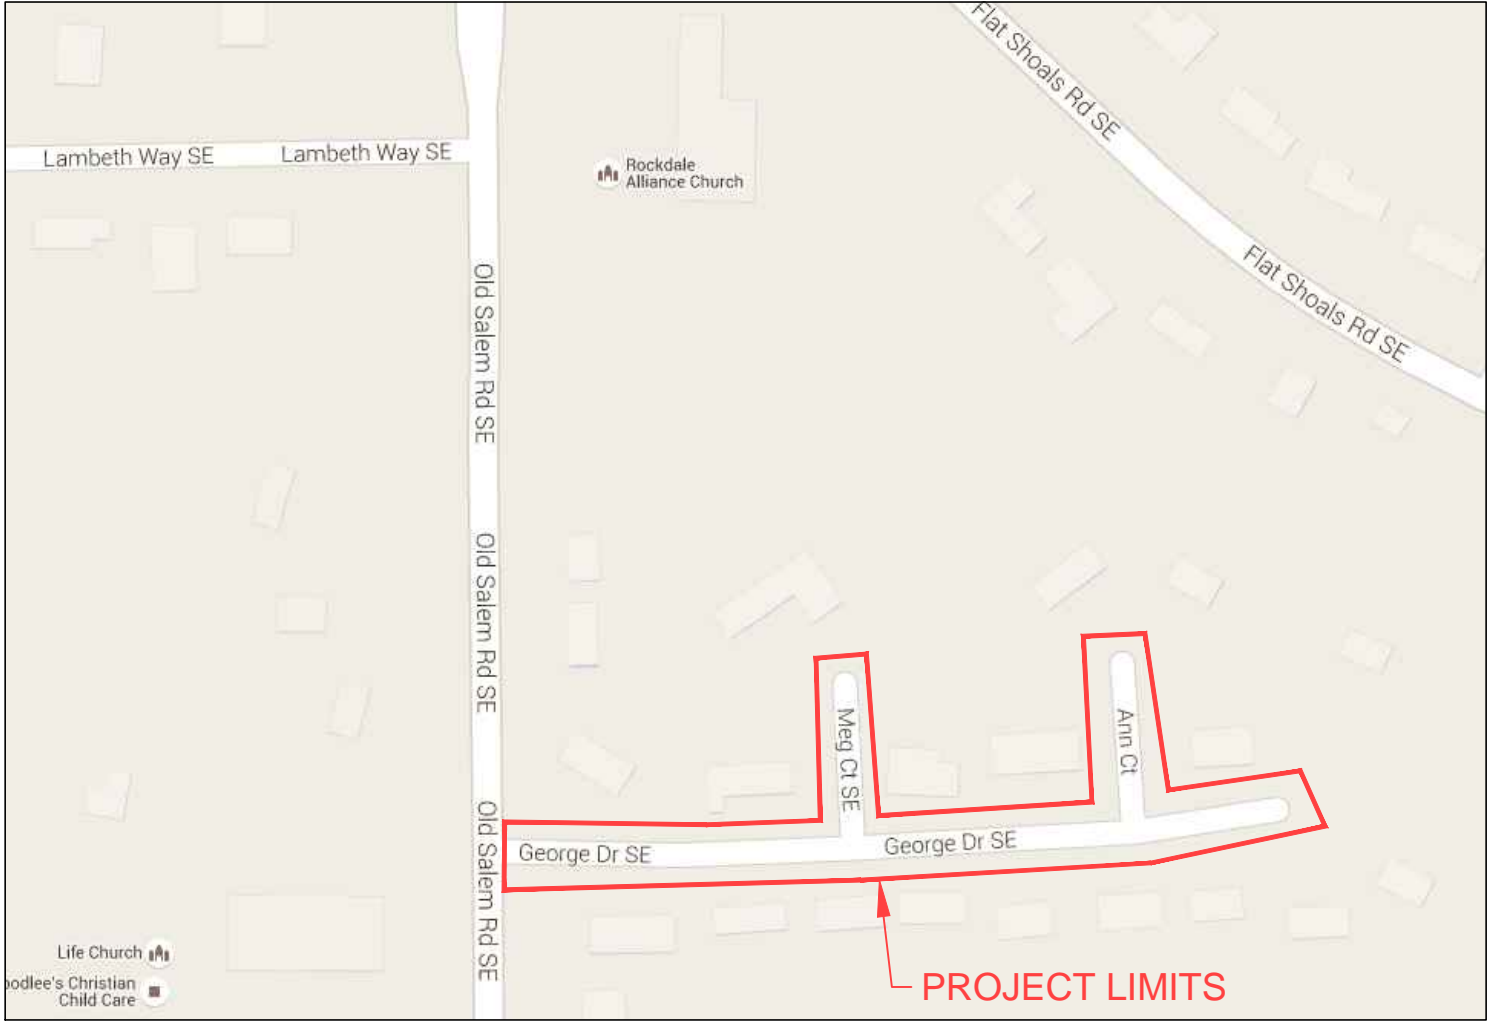 Flat Shoals Rd SE
Lambeth Way SE
Lambeth Way SE
Rockdale
Alliance Church
Flat Shoals Rd SE
Old Salem Rd SE
Old Salem Rd SE
Meg Ct SE
Ann Ct
Old Salem Rd SE
George Dr SE
George Dr SE
Life Church
oodlee's Christian
Child Care
PROJECT LIMITS